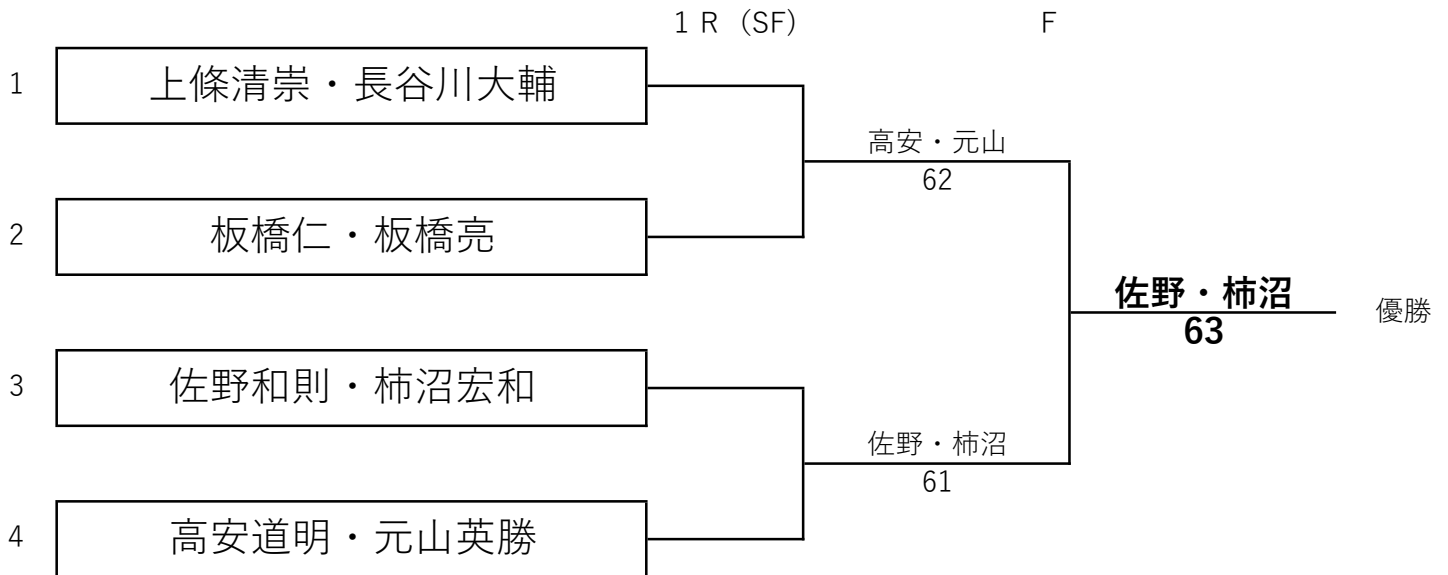 1 R (SF) F
1 上條清崇・長谷川大輔
高安・元山
62
2 板橋仁・板橋亮
佐野・柿沼 優勝
63
3 佐野和則・柿沼宏和
佐野・柿沼
61
4 高安道明・元山英勝